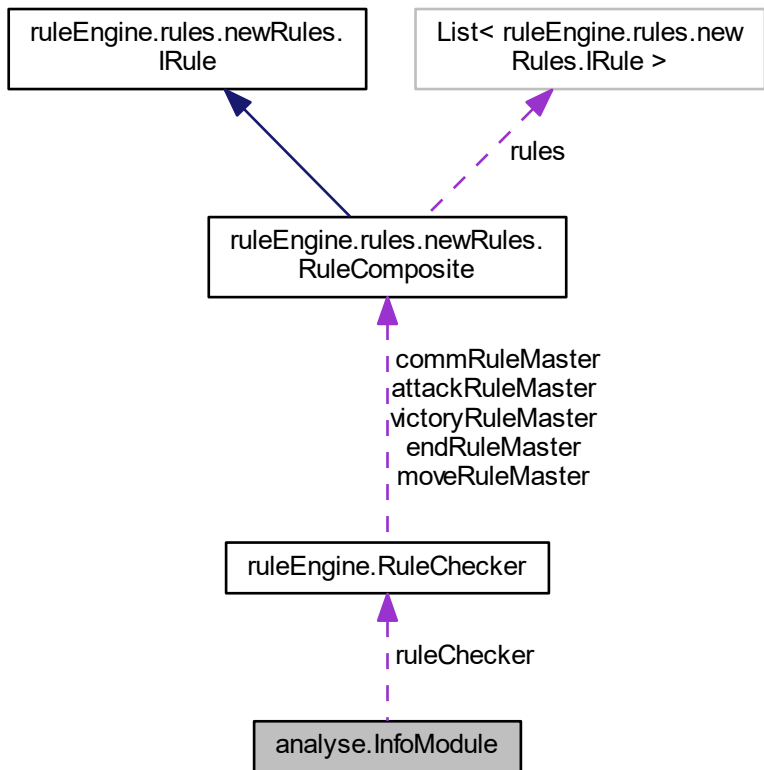 ruleEngine.rules.newRules.
IRule
List< ruleEngine.rules.new
Rules.IRule >
rules
ruleEngine.rules.newRules.
RuleComposite
commRuleMaster
attackRuleMaster
victoryRuleMaster
endRuleMaster
moveRuleMaster
ruleEngine.RuleChecker
ruleChecker
analyse.InfoModule